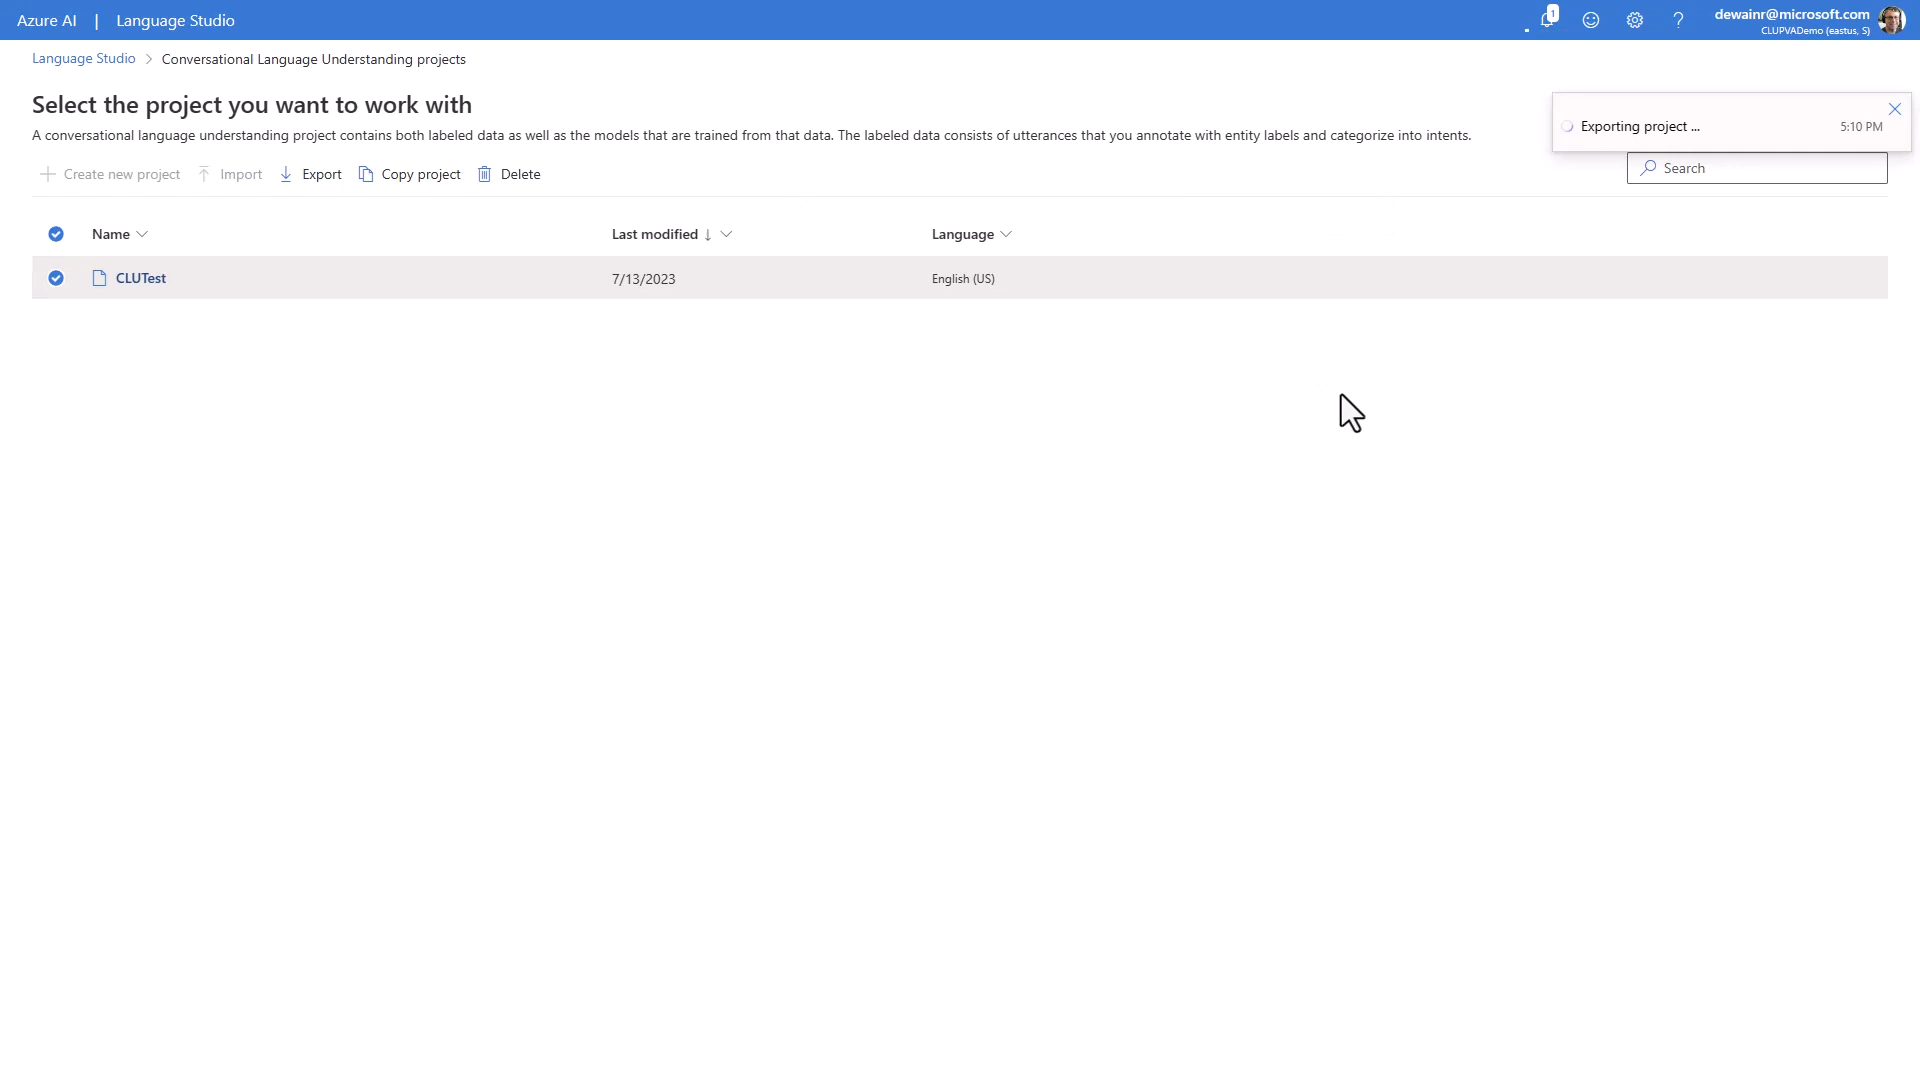 Azure AI | Language Studio
1
?
dewainr@microsoft.com
CLUPVADemo (eastus, S)
Language Studio > Conversational Language Understanding projects
Select the project you want to work with
A conversational language understanding project contains both labeled data as well as the models that are trained from that data. The labeled data consists of utterances that you annotate with entity labels and categorize into intents.
Exporting project ... 5:10 PM
Create new project Import Export Copy project Delete
Search
Name Last modified ↓ Language
CLUTest 7/13/2023 English (US)